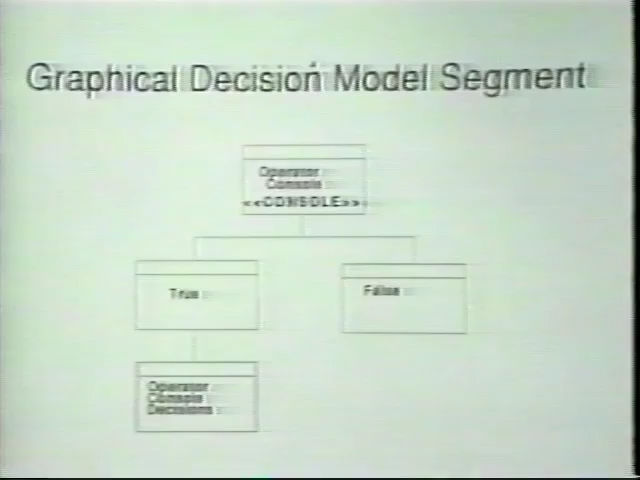 Graphical Decision Model Segment
Operator
Console
<<CONSOLE>>
True
False
Operator
Console
Decisions